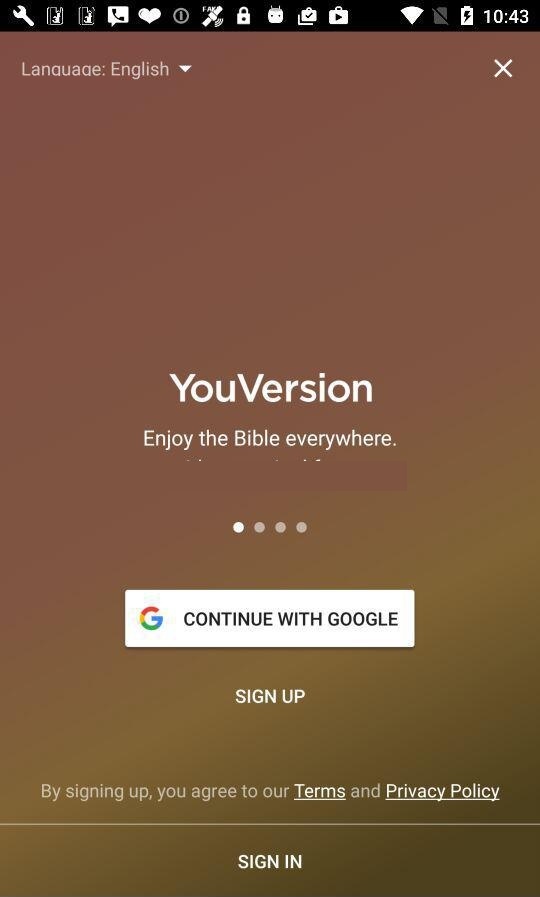 10:43
Language: English
YouVersion
Enjoy the Bible everywhere.
CONTINUE WITH GOOGLE
SIGN UP
By signing up, you agree to our Terms and Privacy Policy
SIGN IN